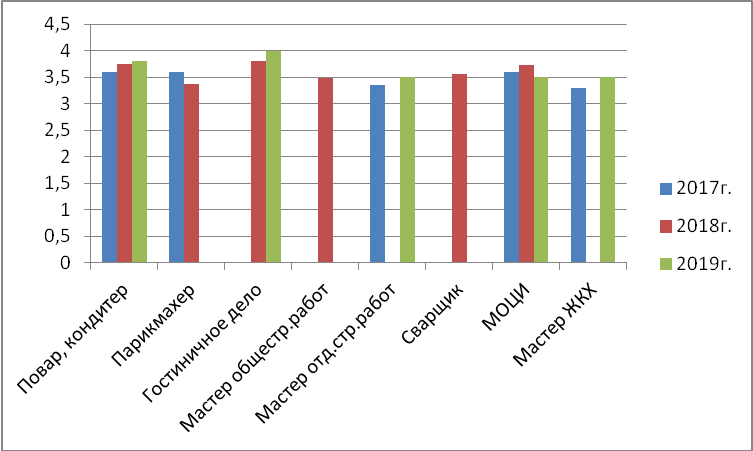 4,5
4
3,5
3
2,5
2
1,5
1
0,5
0
Повар, кондитер
Парикмахер
Гостиничное дело
Мастер общестр.работ
Мастер отд.стр.работ
Сварщик
МОЦИ
Мастер ЖКХ
2017г.
2018г.
2019г.